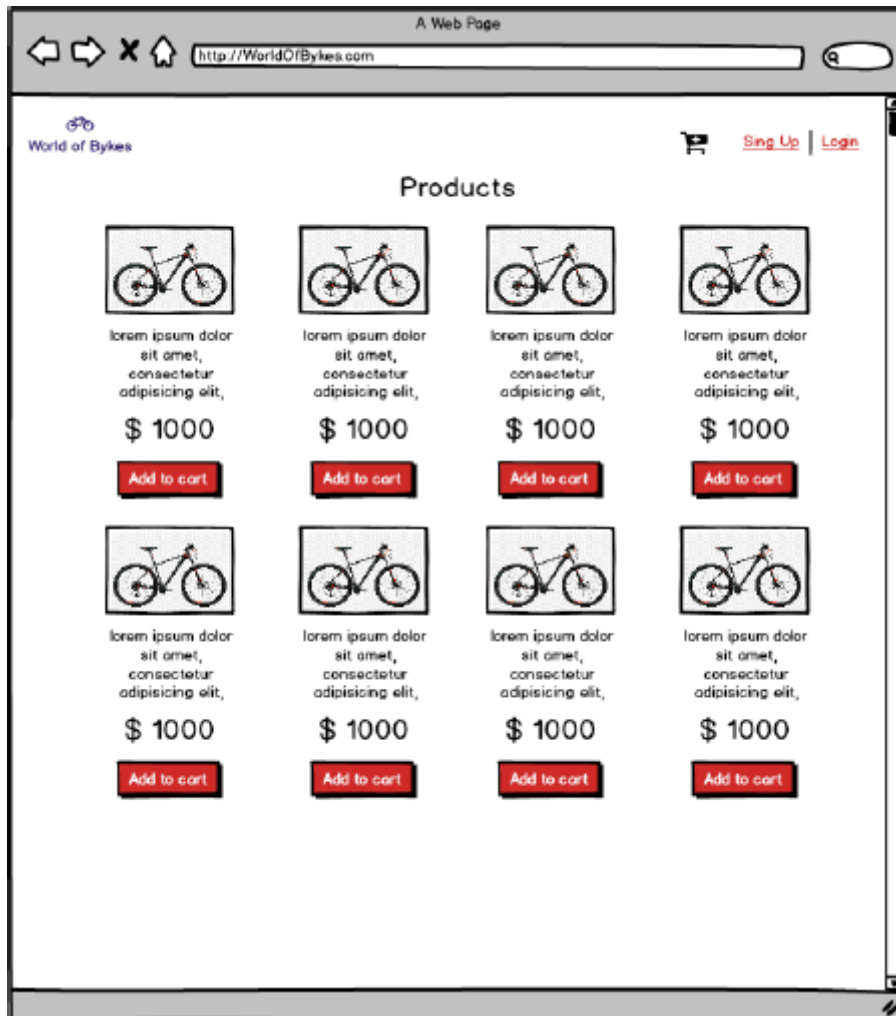 A Web Page
http://WorldOfBykes.com
World of Bykes
Sing Up
Login
Products
lorem ipsum dolor
sit amet,
consectetur
adipisicing elit,
$ 1000
Add to cart
lorem ipsum dolor
sit amet,
consectetur
adipisicing elit,
$ 1000
Add to cart
lorem ipsum dolor
sit amet,
consectetur
adipisicing elit,
$ 1000
Add to cart
lorem ipsum dolor
sit amet,
consectetur
adipisicing elit,
$ 1000
Add to cart
lorem ipsum dolor
sit amet,
consectetur
adipisicing elit,
$ 1000
Add to cart
lorem ipsum dolor
sit amet,
consectetur
adipisicing elit,
$ 1000
Add to cart
lorem ipsum dolor
sit amet,
consectetur
adipisicing elit,
$ 1000
Add to cart
lorem ipsum dolor
sit amet,
consectetur
adipisicing elit,
$ 1000
Add to cart